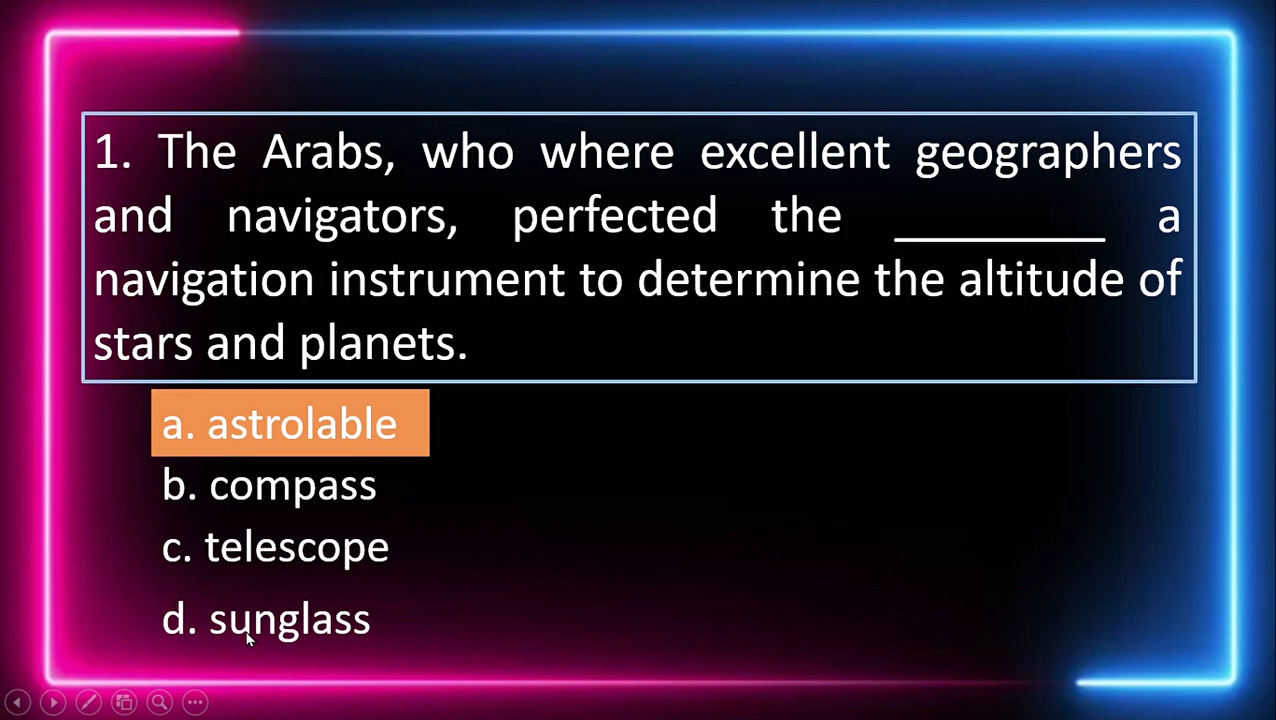 1. The Arabs, who where excellent geographers
and navigators, perfected the __________ a
navigation instrument to determine the altitude of
stars and planets.
a. astrolable
b. compass
c. telescope
d. sunglass